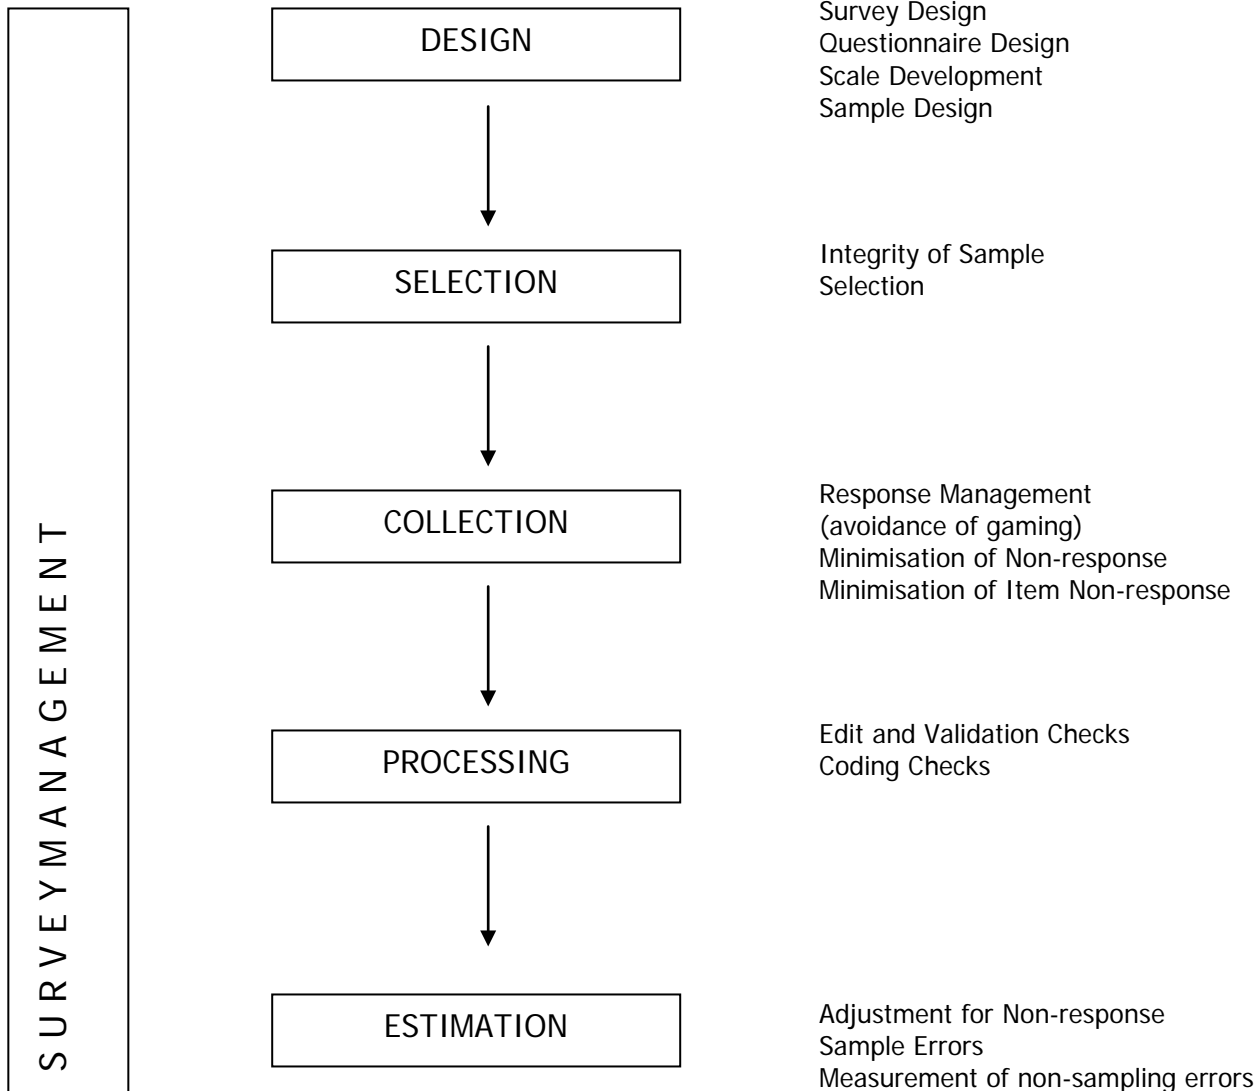 SURVEYMANAGEMENT
DESIGN
Survey Design
Questionnaire Design
Scale Development
Sample Design
SELECTION
Integrity of Sample
Selection
COLLECTION
Response Management
(avoidance of gaming)
Minimisation of Non-response
Minimisation of Item Non-response
PROCESSING
Edit and Validation Checks
Coding Checks
ESTIMATION
Adjustment for Non-response
Sample Errors
Measurement of non-sampling errors